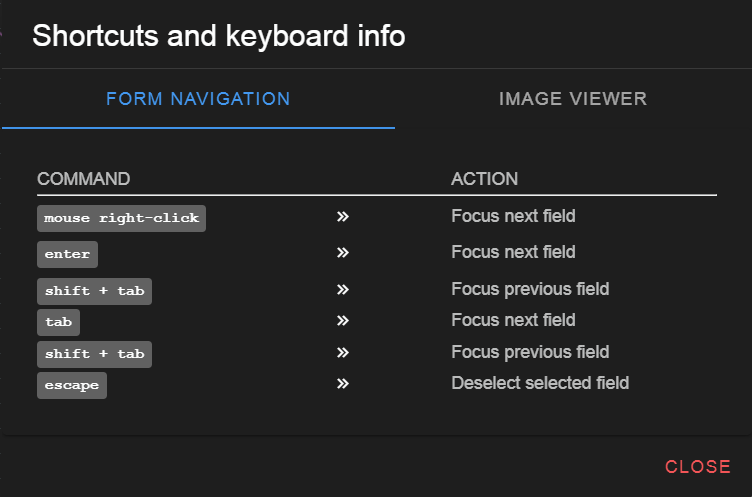 Shortcuts and keyboard info
FORM NAVIGATION IMAGE VIEWER
COMMAND ACTION
mouse right-click » Focus next field
enter » Focus next field
shift + tab » Focus previous field
tab » Focus next field
shift + tab » Focus previous field
escape » Deselect selected field
CLOSE